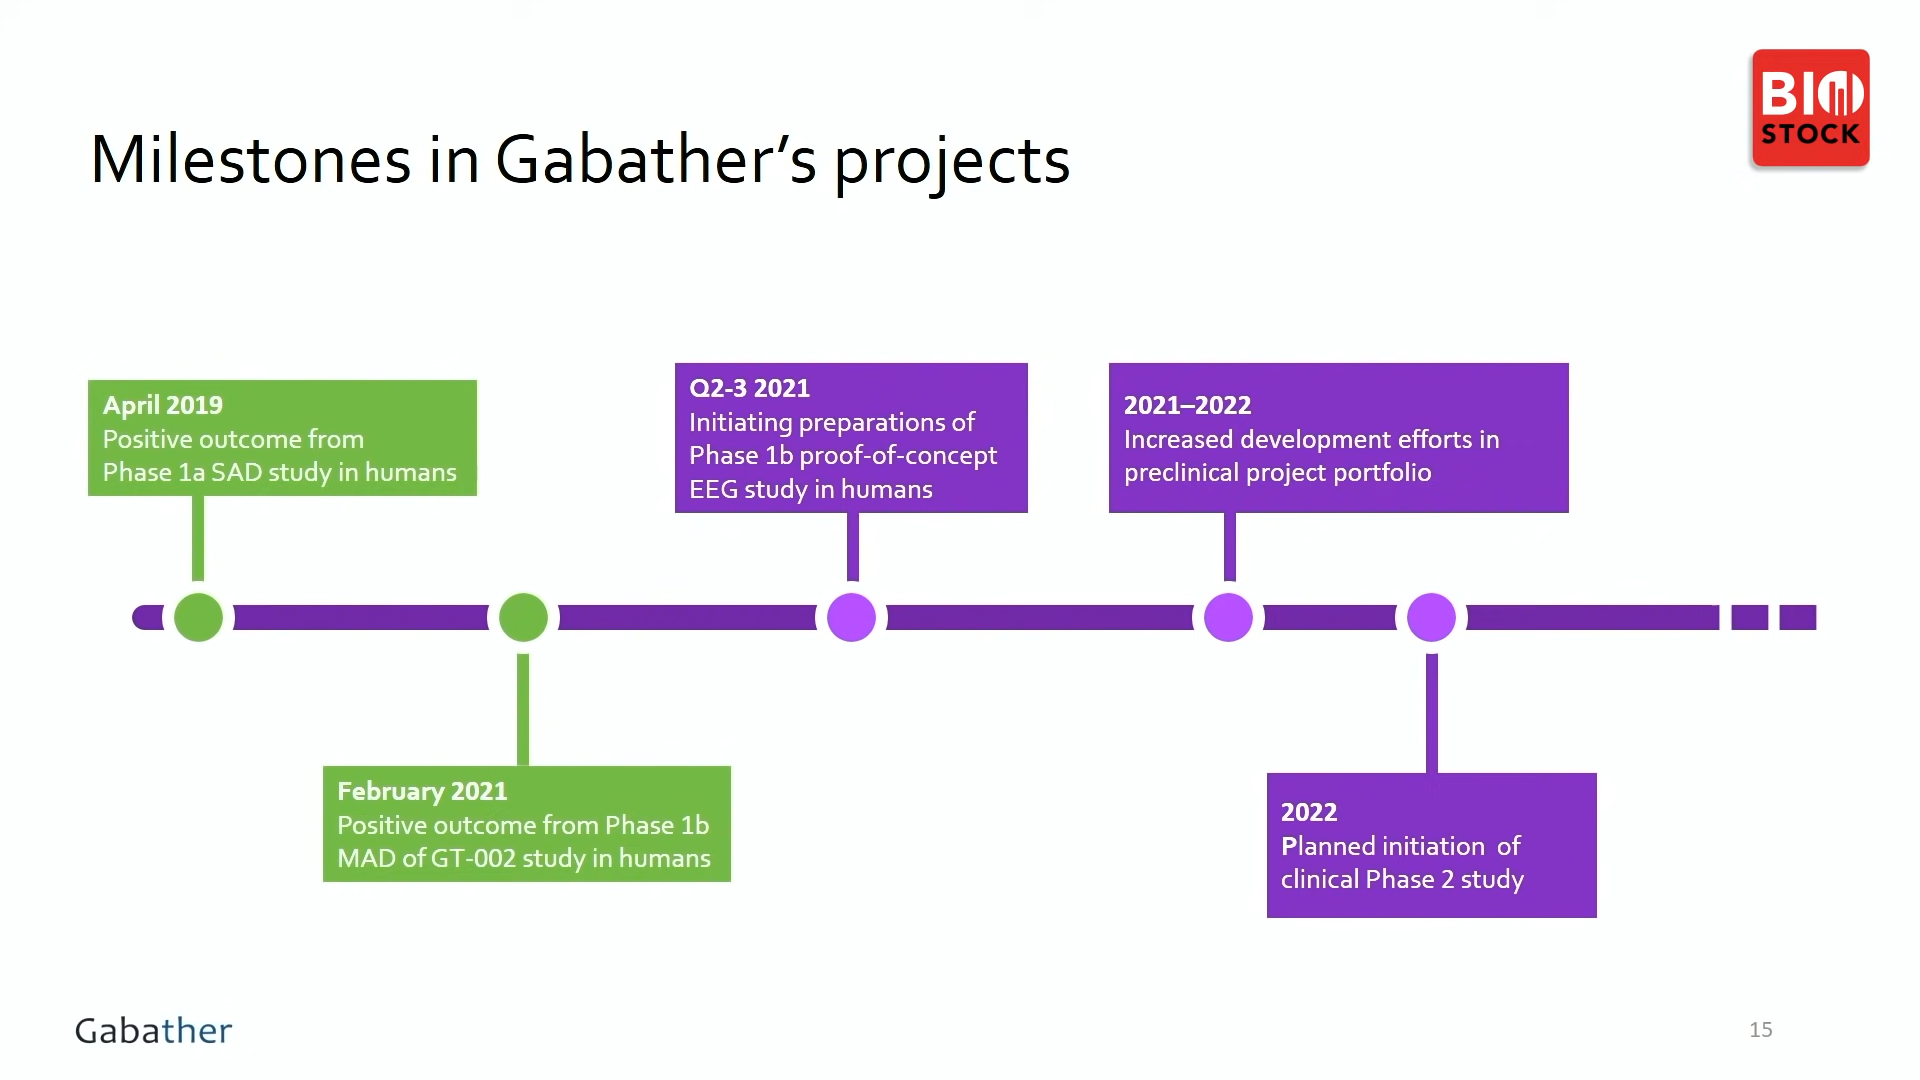 BIO
STOCK
Milestones in Gabather’s projects
April 2019
Positive outcome from
Phase 1a SAD study in humans
February 2021
Positive outcome from Phase 1b
MAD of GT-002 study in humans
Q2-3 2021
Initiating preparations of
Phase 1b proof-of-concept
EEG study in humans
2021–2022
Increased development efforts in
preclinical project portfolio
2022
Planned initiation  of
clinical Phase 2 study
Gabather
15